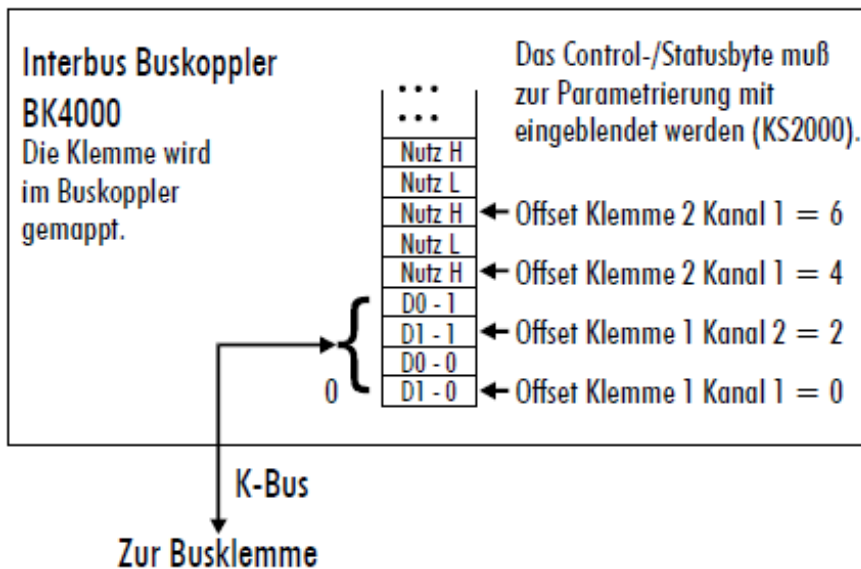 Interbus Buskoppler
BK4000
Die Klemme wird
im Buskoppler
gemappt.
Das Control-/Statusbyte muß
zur Parametrierung mit
eingeblendet werden (KS2000).
...
...
Nutz H
Nutz L
Nutz H
Offset Klemme 2 Kanal 1 = 6
Nutz L
Nutz H
Offset Klemme 2 Kanal 1 = 4
D0 - 1
D1 - 1
Offset Klemme 1 Kanal 2 = 2
D0 - 0
0
D1 - 0
Offset Klemme 1 Kanal 1 = 0
K-Bus
Zur Busklemme